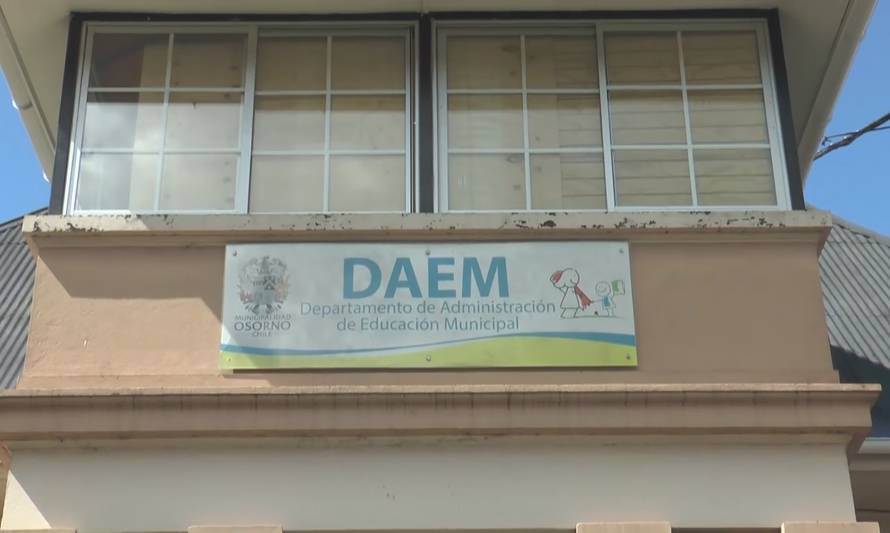 DAEM
Departamento de Administración
de Educación Municipal
MUNICIPALIDAD
OSORNO
CHILE